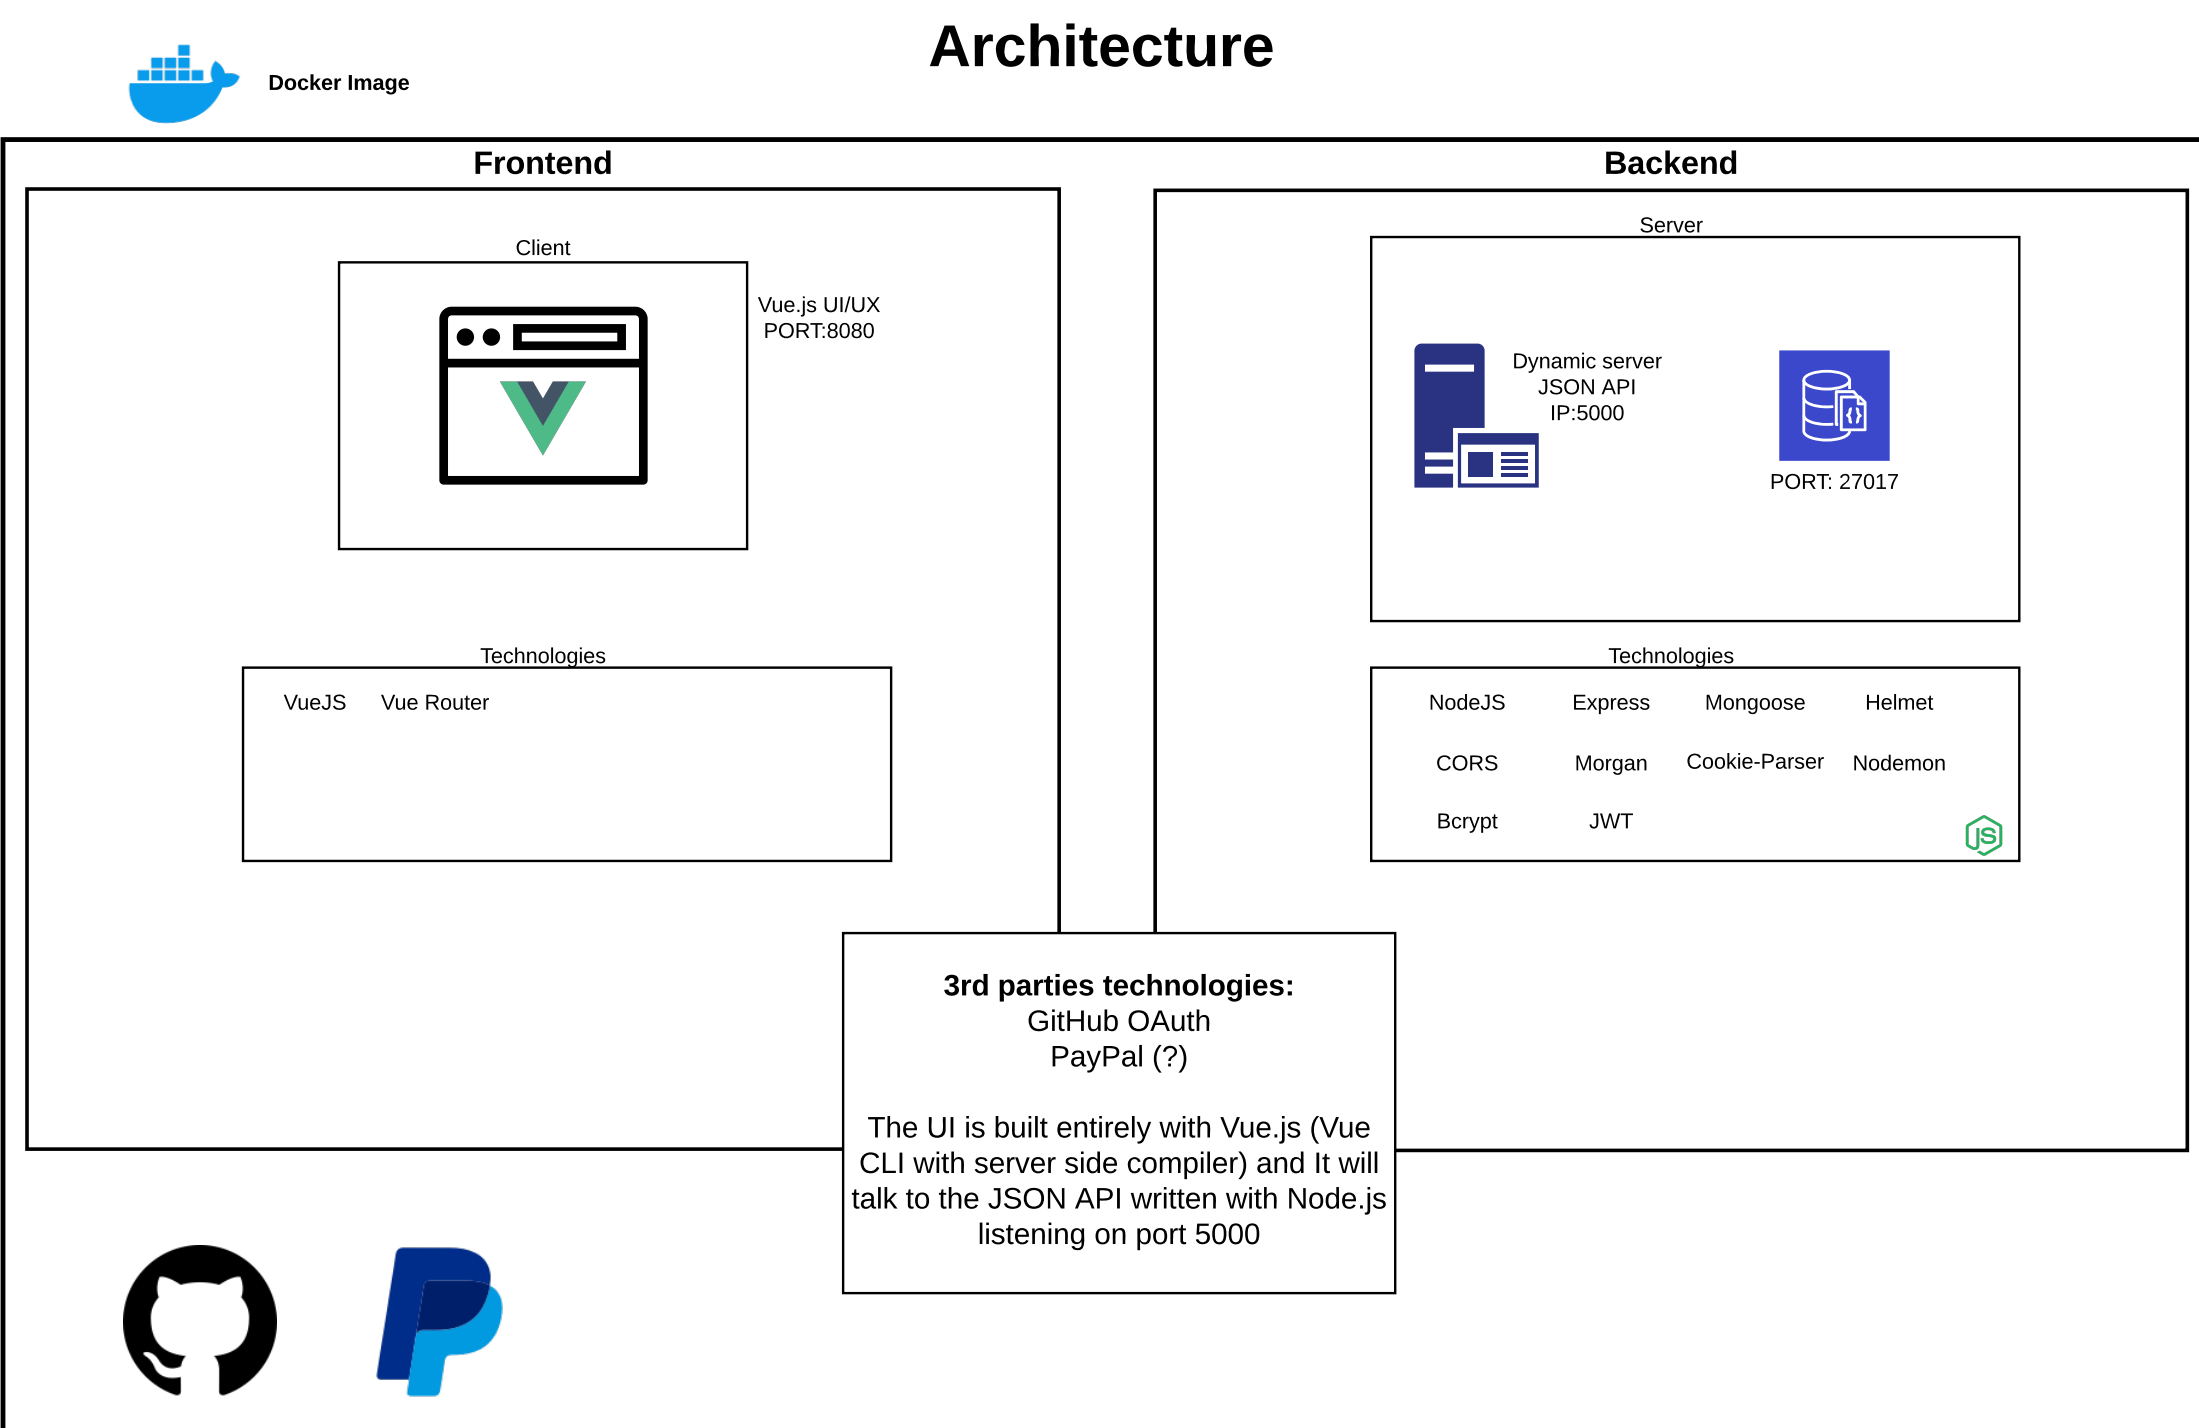 Architecture
Docker Image
Frontend
Backend
Client
Vue.js UI/UX
PORT:8080
Server
Dynamic server
JSON API
IP:5000
PORT: 27017
Technologies
VueJS Vue Router
Technologies
NodeJS Express Mongoose Helmet
CORS Morgan Cookie-Parser Nodemon
Bcrypt JWT
JS
3rd parties technologies:
GitHub OAuth
PayPal (?)
The UI is built entirely with Vue.js (Vue
CLI with server side compiler) and It will
talk to the JSON API written with Node.js
listening on port 5000